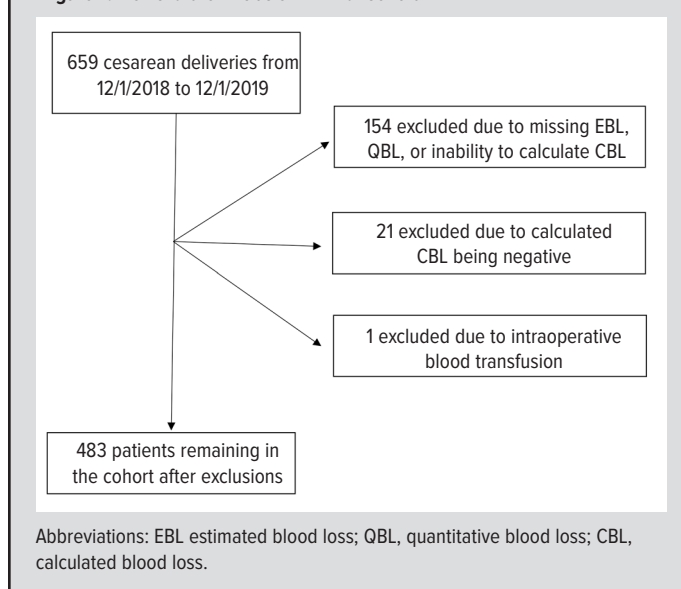 659 cesarean deliveries from
12/1/2018 to 12/1/2019
154 excluded due to missing EBL,
QBL, or inability to calculate CBL
21 excluded due to calculated
CBL being negative
1 excluded due to intraoperative
blood transfusion
483 patients remaining in
the cohort after exclusions
Abbreviations: EBL estimated blood loss; QBL, quantitative blood loss; CBL,
calculated blood loss.